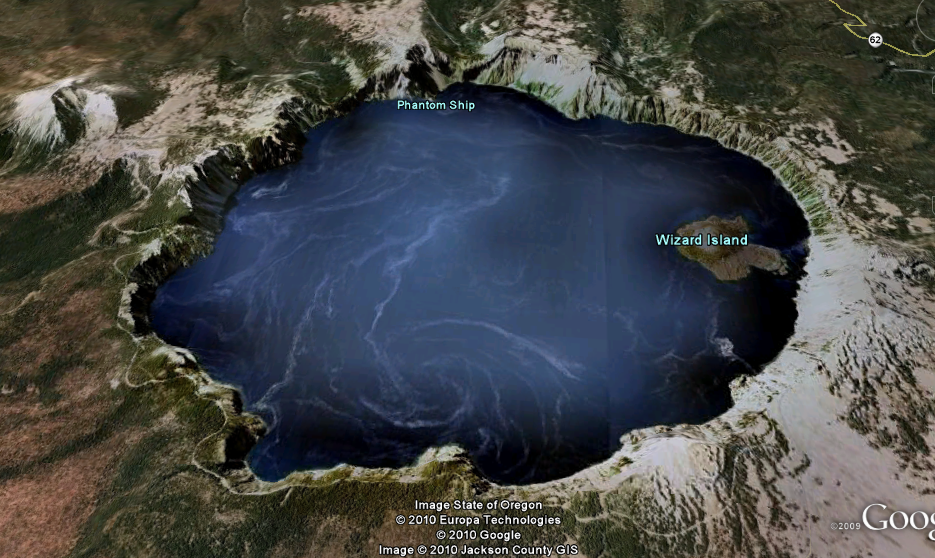 62
Phantom Ship
Wizard Island
Image State of Oregon
© 2010 Europa Technologies
© 2010 Google
Image © 2010 Jackson County GIS
©2009 Goog